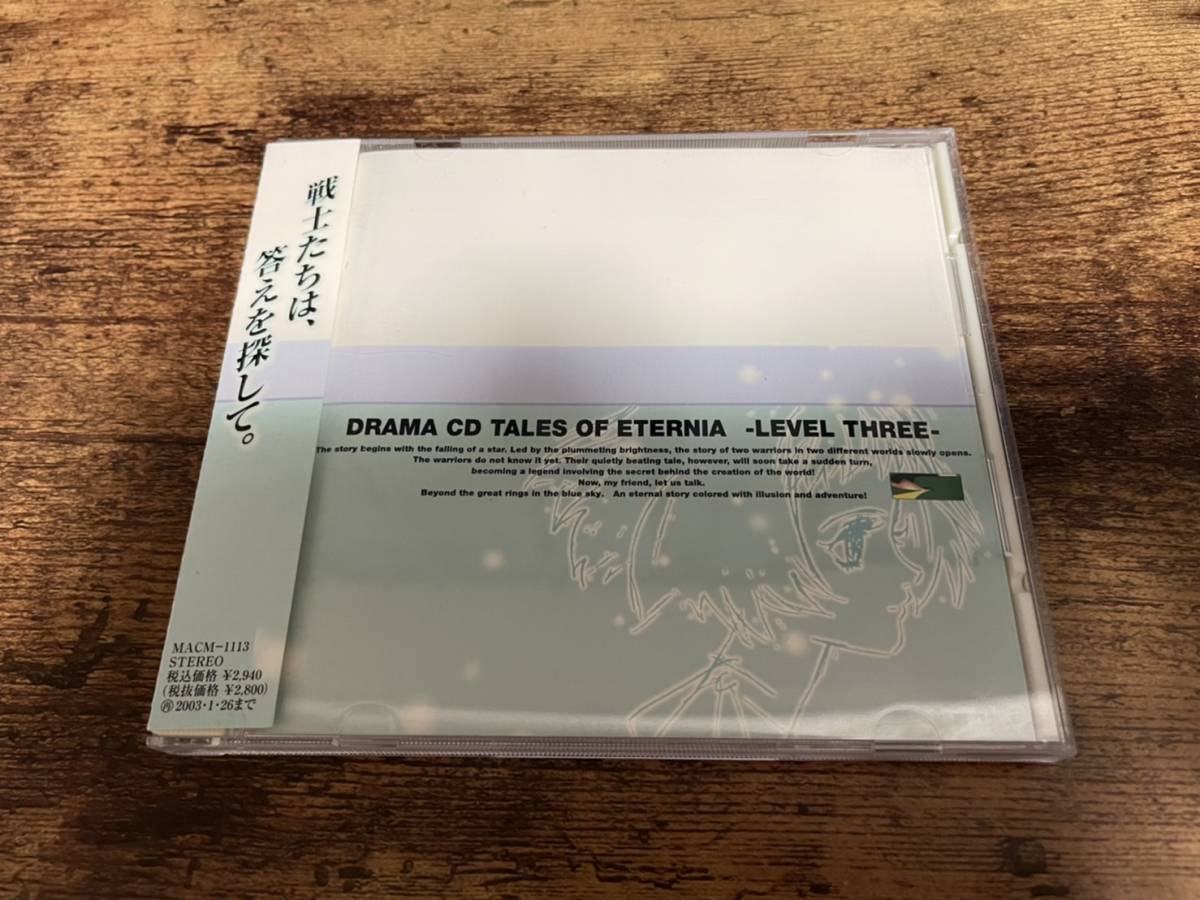 戦士たちは、
答えを探して。
MACM-1113
STEREO
税込価格 ¥2,940
(税抜価格 ¥2,800)
㋐2003・1・26まで
DRAMA CD TALES OF ETERNIA -LEVEL THREE-
The story begins with the falling of a star. Led by the plummeting brightness, the story of two warriors in two different worlds slowly opens.
The warriors do not know it yet. Their quietly beating tale, however, will soon take a sudden turn,
becoming a legend involving the secret behind the creation of the world!
Now, my friend, let us talk.
Beyond the great rings in the blue sky. An eternal story colored with illusion and adventure!